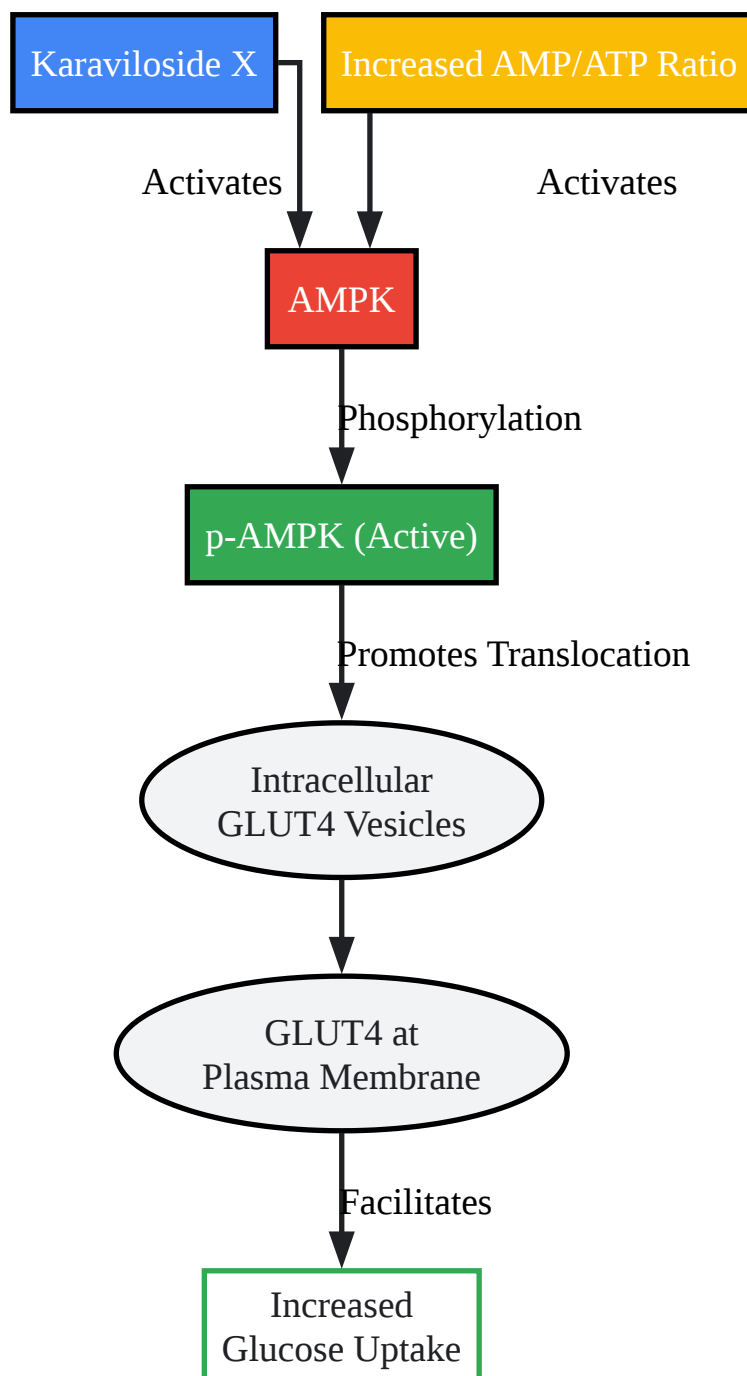 Karaviloside X
Increased AMP/ATP Ratio
Activates
Activates
AMPK
Phosphorylation
p-AMPK (Active)
Promotes Translocation
Intracellular
GLUT4 Vesicles
GLUT4 at
Plasma Membrane
Facilitates
Increased
Glucose Uptake